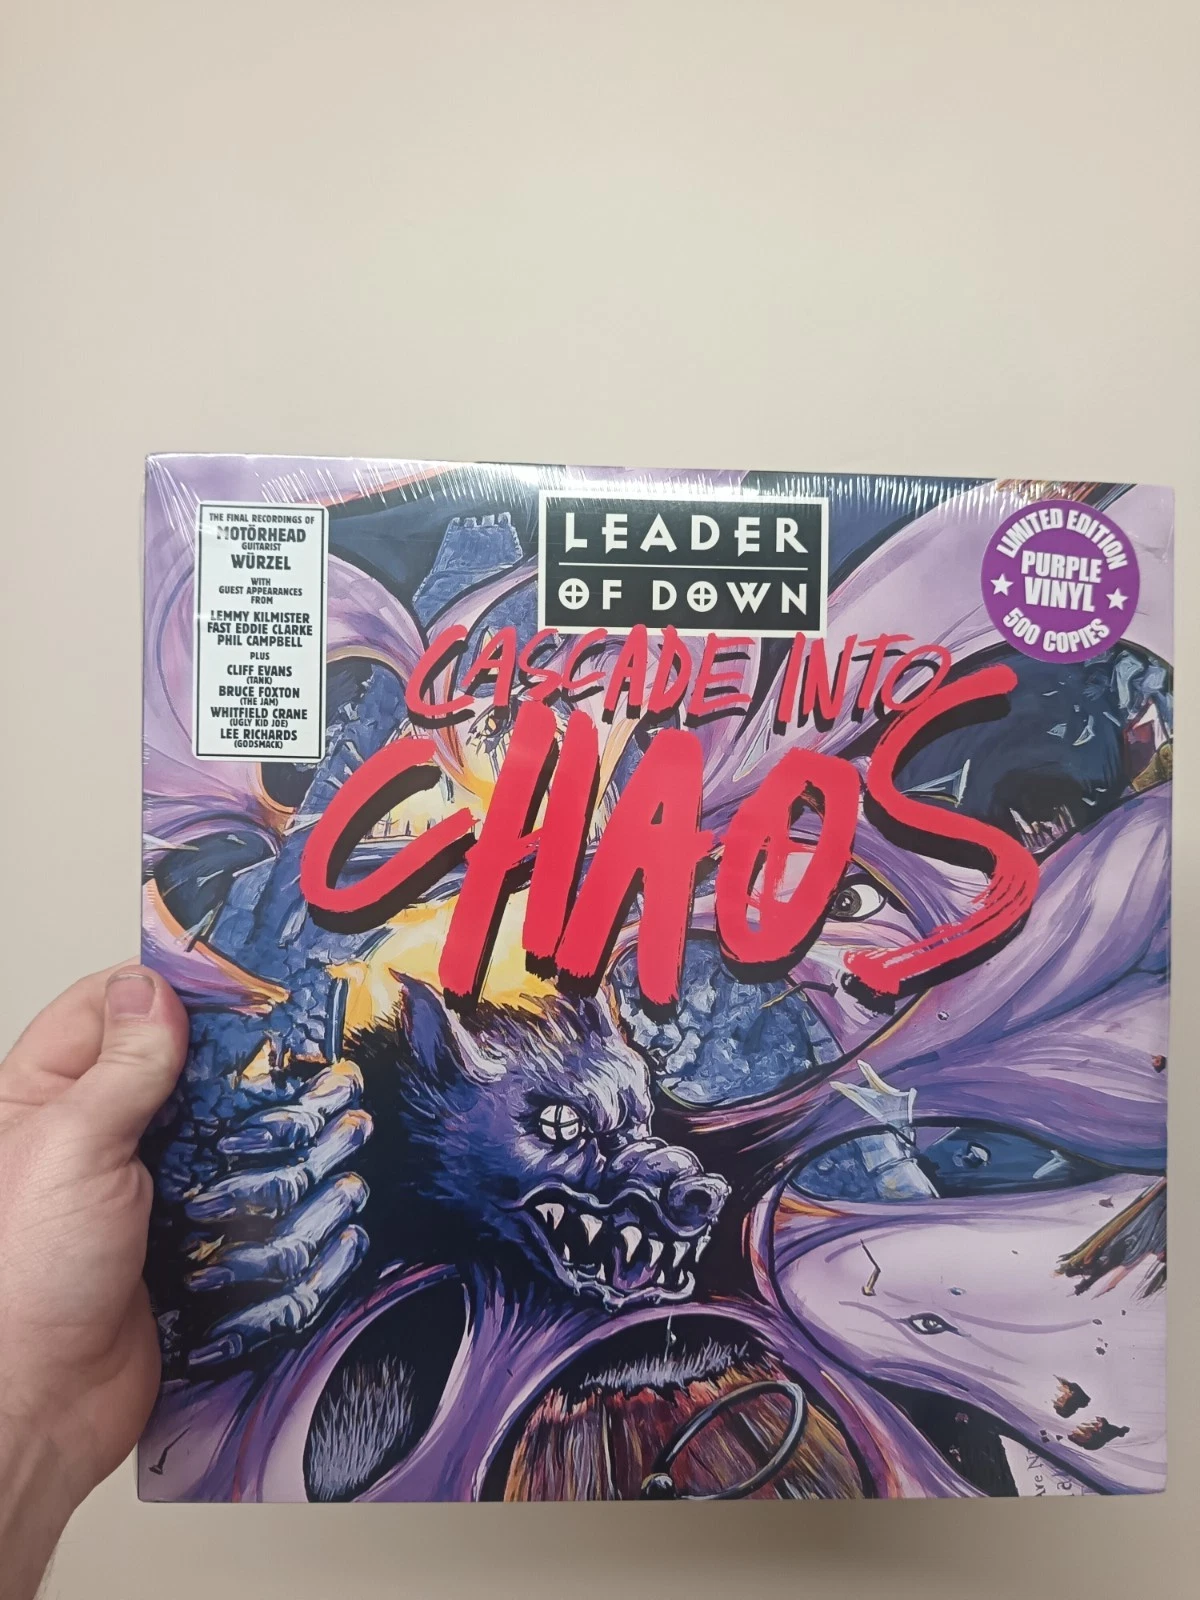 THE FINAL RECORDINGS OF
MOTÖRHEAD
GUITARIST
WÜRZEL
WITH
GUEST APPEARANCES
FROM
LEMMY KILMISTER
FAST EDDIE CLARKE
PHIL CAMPBELL
PLUS
CLIFF EVANS
(TANK)
BRUCE FOXTON
(THE JAM)
WHITFIELD CRANE
(UGLY KID JOE)
LEE RICHARDS
(GODSMACK)
LEADER
OF DOWN
LIMITED EDITION
PURPLE
VINYL
500 COPIES
CASCADE INTO
CHAOS